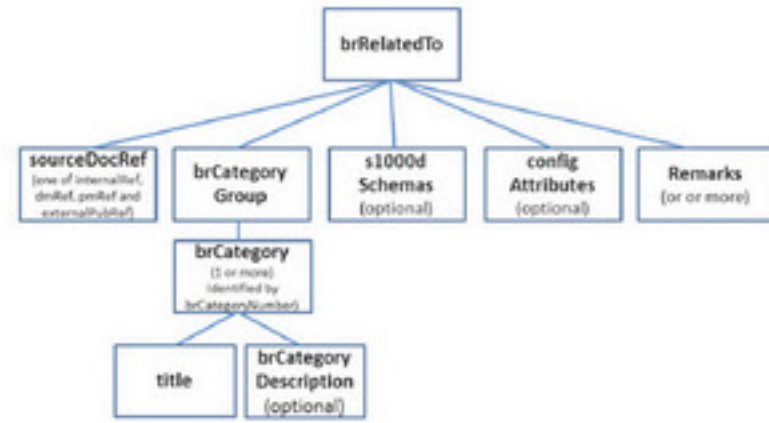 brRelatedTo
sourceDocRef
(one of internalRef,
dmRef, pmRef and
externalPubRef)
brCategory
Group
s1000d
Schemas
(optional)
config
Attributes
(optional)
Remarks
(or or more)
brCategory
(1 or more)
Identified by
brCategoryNumber)
title
brCategory
Description
(optional)